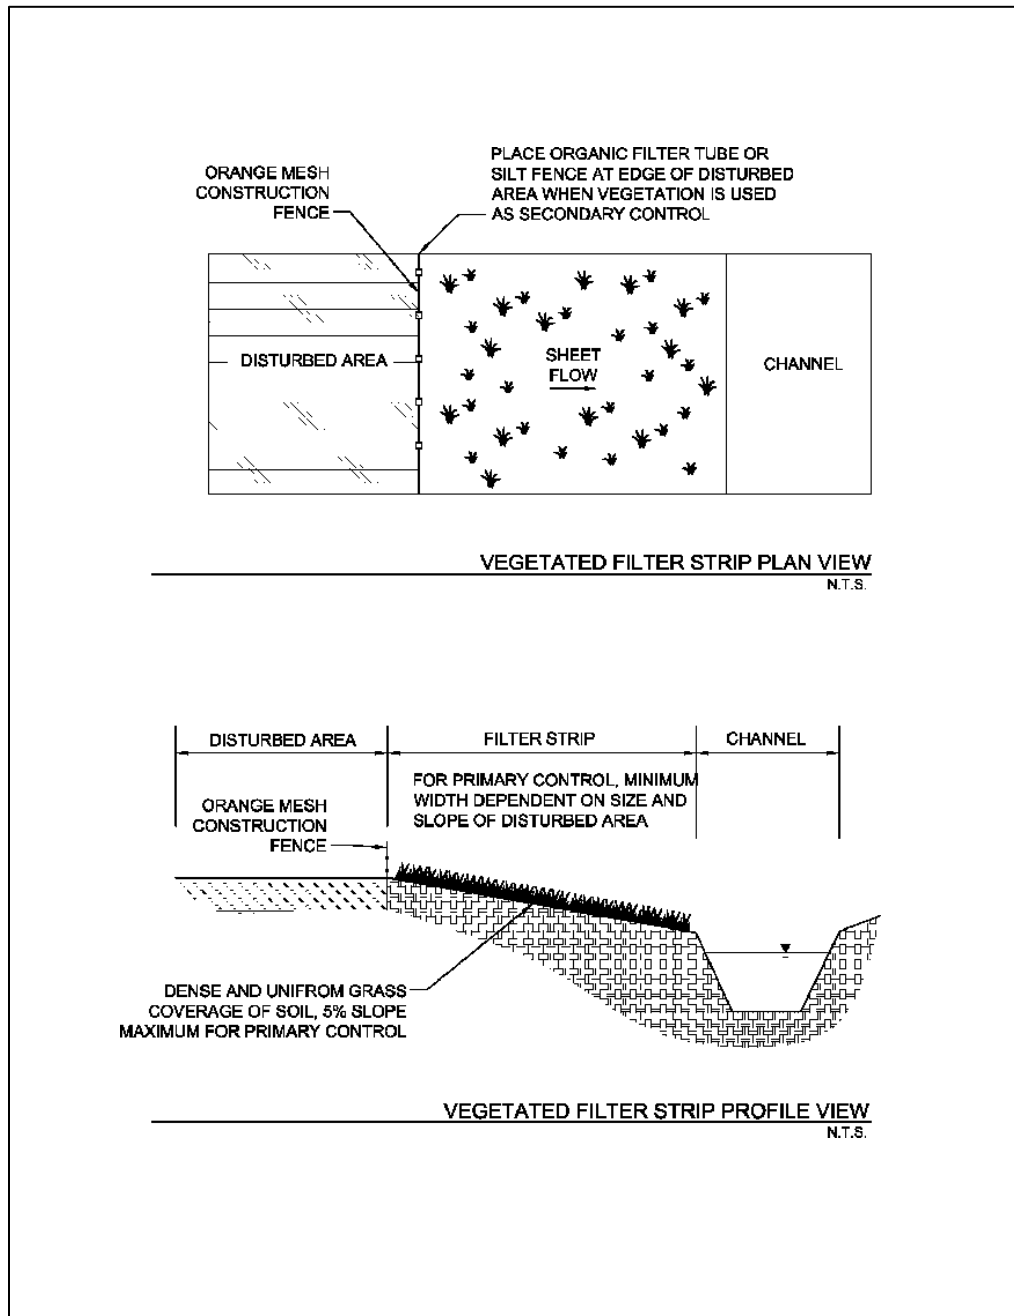 ORANGE MESH
CONSTRUCTION
FENCE
PLACE ORGANIC FILTER TUBE OR
SILT FENCE AT EDGE OF DISTURBED
AREA WHEN VEGETATION IS USED
AS SECONDARY CONTROL
DISTURBED AREA
SHEET
FLOW
CHANNEL
VEGETATED FILTER STRIP PLAN VIEW
N.T.S.
DISTURBED AREA
FILTER STRIP
CHANNEL
FOR PRIMARY CONTROL, MINIMUM
WIDTH DEPENDENT ON SIZE AND
SLOPE OF DISTURBED AREA
ORANGE MESH
CONSTRUCTION
FENCE
DENSE AND UNIFROM GRASS
COVERAGE OF SOIL, 5% SLOPE
MAXIMUM FOR PRIMARY CONTROL
VEGETATED FILTER STRIP PROFILE VIEW
N.T.S.